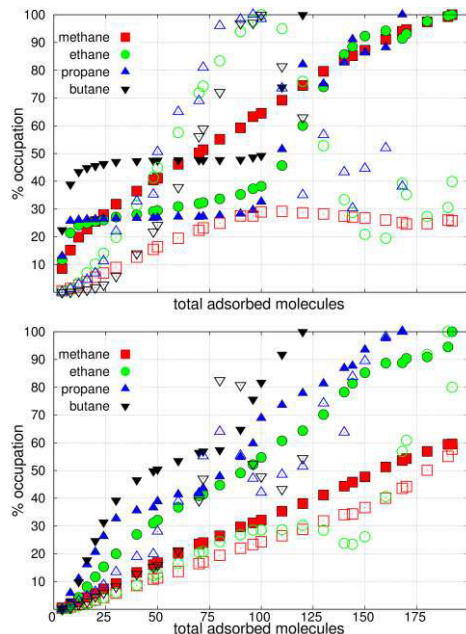 100
90
methane
80
ethane
70
propane
butane
60
50
40
30
20
10
% occupation
total adsorbed molecules
100
90
methane
ethane
80
propane
70
butane
60
50
40
30
20
10
% occupation
0 25 50 75 100 125 150 175
total adsorbed molecules